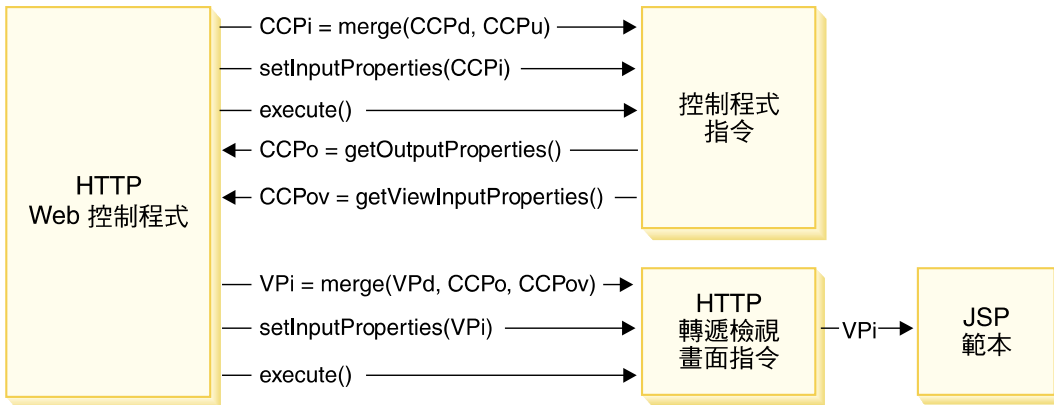 HTTP
Web 控制程式
CCPi = merge(CCPd, CCPu)
setInputProperties(CCPi)
execute()
CCPo = getOutputProperties()
CCPov = getViewInputProperties()
控制程式
指令
VPi = merge(VPd, CCPo, CCPov)
setInputProperties(VPi)
execute()
HTTP
轉遞檢視
畫面指令
VPi
JSP
範本